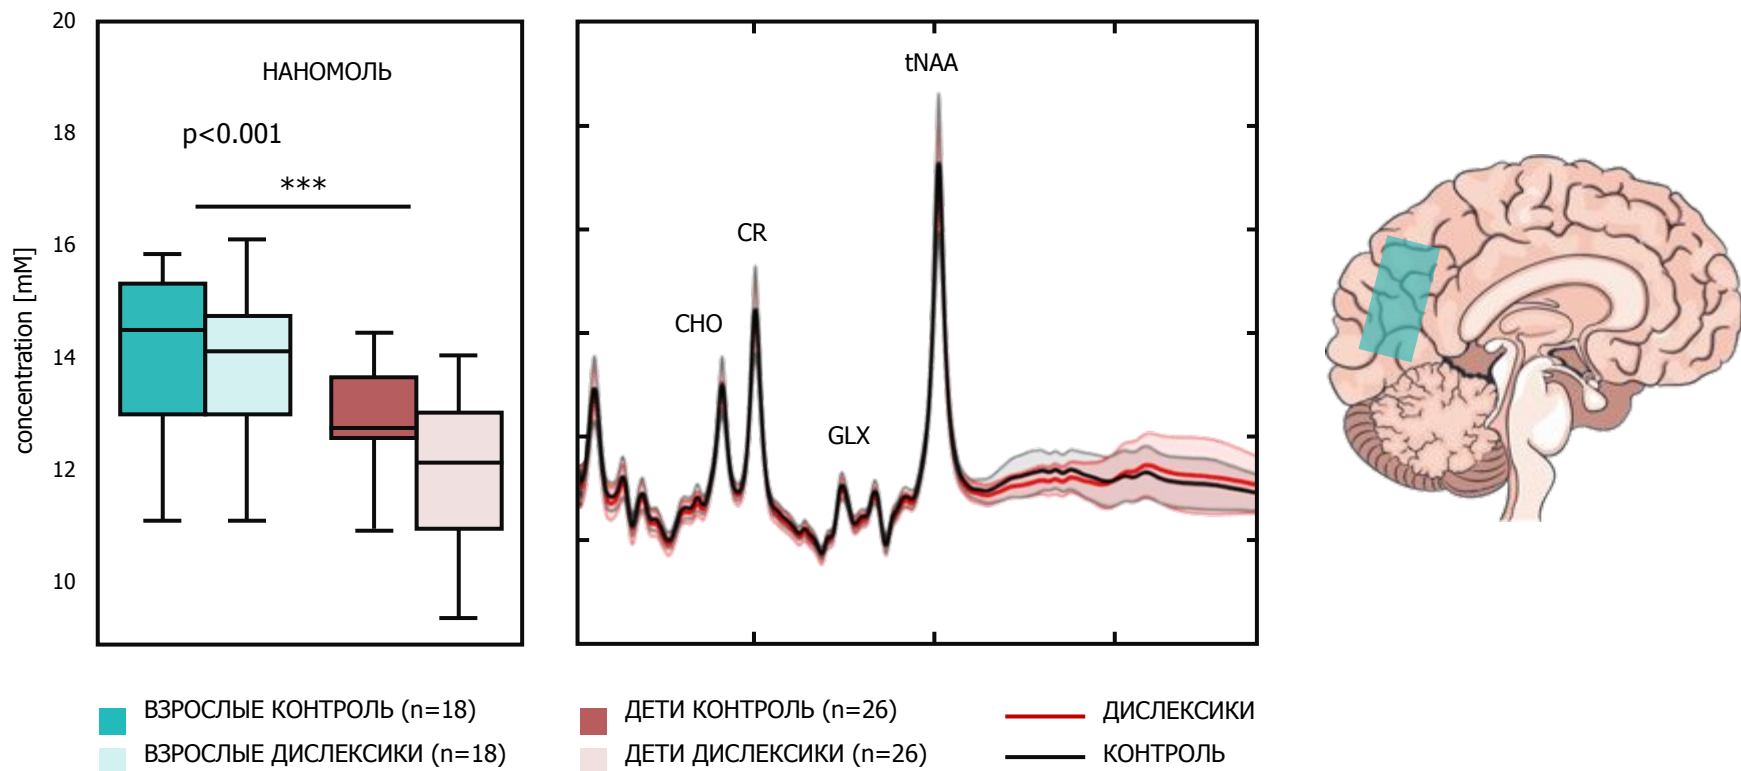 20
18
16
14
12
10
concentration [mM]
НАНОМОЛЬ
p<0.001
***
tNAA
CR
CHO
GLX
ВЗРОСЛЫЕ КОНТРОЛЬ (n=18)
ВЗРОСЛЫЕ ДИСЛЕКСИКИ (n=18)
ДЕТИ КОНТРОЛЬ (n=26)
ДЕТИ ДИСЛЕКСИКИ (n=26)
ДИСЛЕКСИКИ
КОНТРОЛЬ